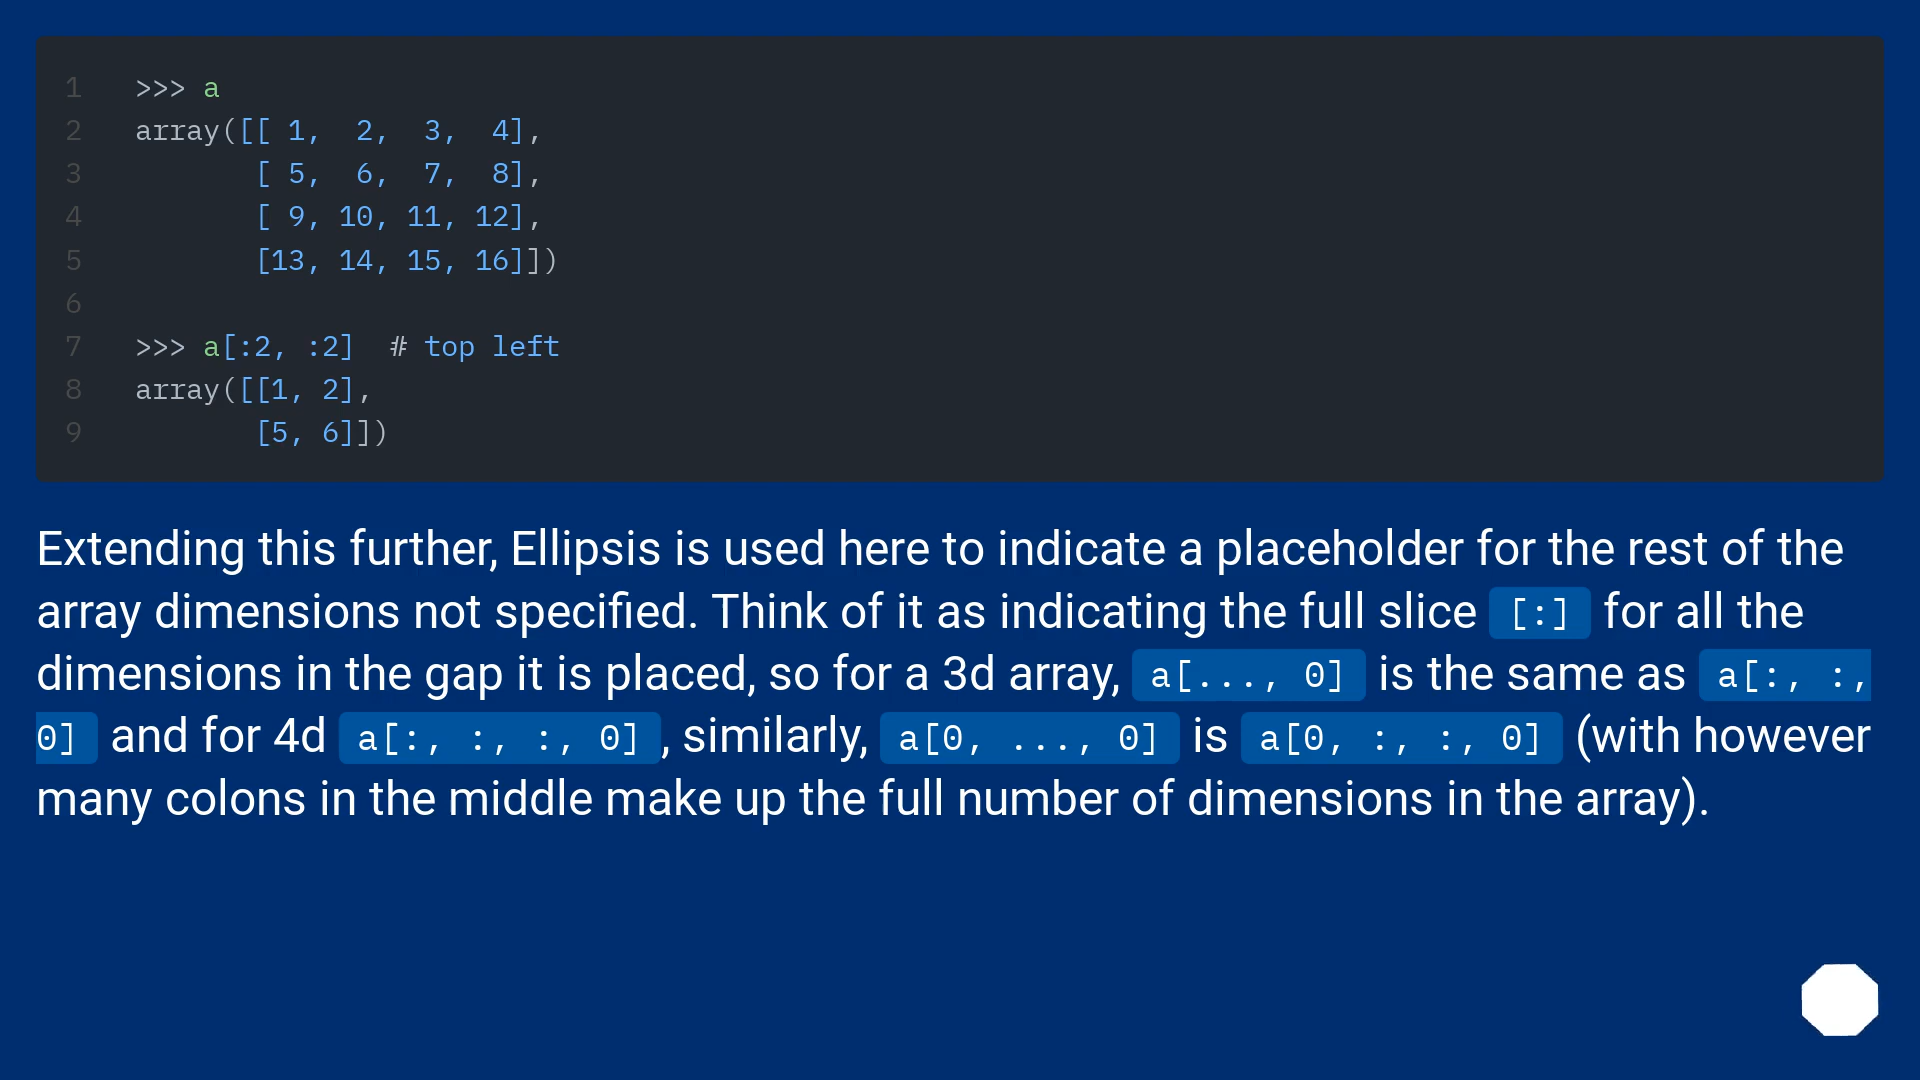 1 >>> a
2 array([[ 1,  2,  3,  4],
3        [ 5,  6,  7,  8],
4        [ 9, 10, 11, 12],
5        [13, 14, 15, 16]])
6
7 >>> a[:2, :2]  # top left
8 array([[1, 2],
9        [5, 6]])
Extending this further, Ellipsis is used here to indicate a placeholder for the rest of the
array dimensions not specified. Think of it as indicating the full slice [:] for all the
dimensions in the gap it is placed, so for a 3d array, a[..., 0] is the same as a[:, :,
0] and for 4d a[:, :, :, 0], similarly, a[0, ..., 0] is a[0, :, :, 0] (with however
many colons in the middle make up the full number of dimensions in the array).